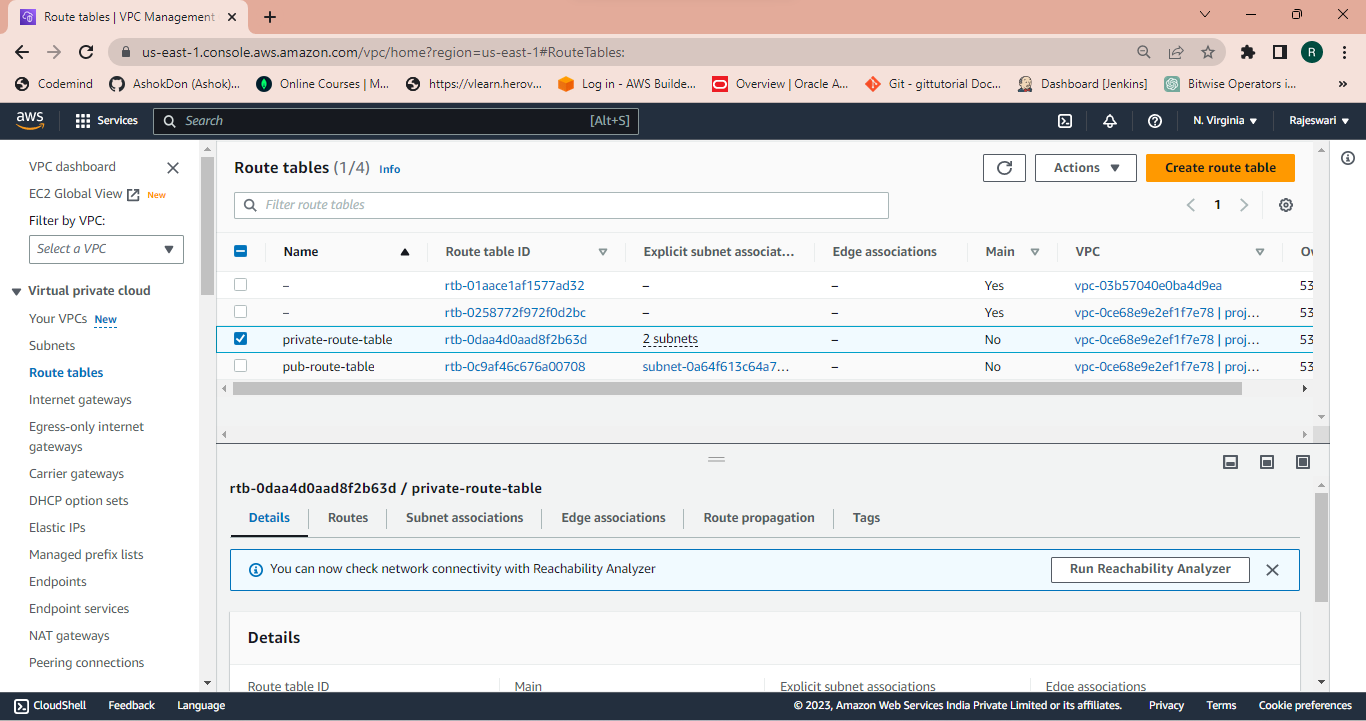 Route tables | VPC Management
us-east-1.console.aws.amazon.com/vpc/home?region=us-east-1#RouteTables:
R
Codemind
AshokDon (Ashok)...
Online Courses | M...
https://vlearn.herov...
Log in - AWS Builde...
Overview | Oracle A...
Git - gittutorial Doc...
Dashboard [Jenkins]
Bitwise Operators i...
»
aws
Services
Search
[Alt+S]
N. Virginia
Rajeswari
VPC dashboard
EC2 Global View
New
Filter by VPC:
Select a VPC
Virtual private cloud
Your VPCs New
Subnets
Route tables
Internet gateways
Egress-only internet
gateways
Carrier gateways
DHCP option sets
Elastic IPs
Managed prefix lists
Endpoints
Endpoint services
NAT gateways
Peering connections
Route tables (1/4) Info
Actions
Create route table
Filter route tables
1
Name Route table ID Explicit subnet associat... Edge associations Main VPC
– rtb-01aace1af1577ad32 – – Yes vpc-03b57040e0ba4d9ea 53
– rtb-0258772f972f0d2bc – – Yes vpc-0ce68e9e2ef1f7e78 | proj... 53
private-route-table rtb-0daa4d0aad8f2b63d 2 subnets – No vpc-0ce68e9e2ef1f7e78 | proj... 53
pub-route-table rtb-0c9af46c676a00708 subnet-0a64f613c64a7... – No vpc-0ce68e9e2ef1f7e78 | proj... 53
rtb-0daa4d0aad8f2b63d / private-route-table
Details
Routes
Subnet associations
Edge associations
Route propagation
Tags
You can now check network connectivity with Reachability Analyzer
Run Reachability Analyzer
Details
Route table ID
Main
Explicit subnet associations
Edge associations
CloudShell
Feedback
Language
© 2023, Amazon Web Services India Private Limited or its affiliates.
Privacy
Terms
Cookie preferences